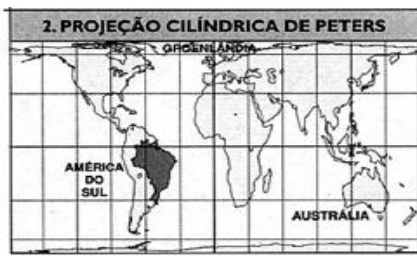 2. PROJEÇÃO CILÍNDRICA DE PETERS
GROENLÂNDIA
AMÉRICA
DO
SUL
AUSTRÁLIA